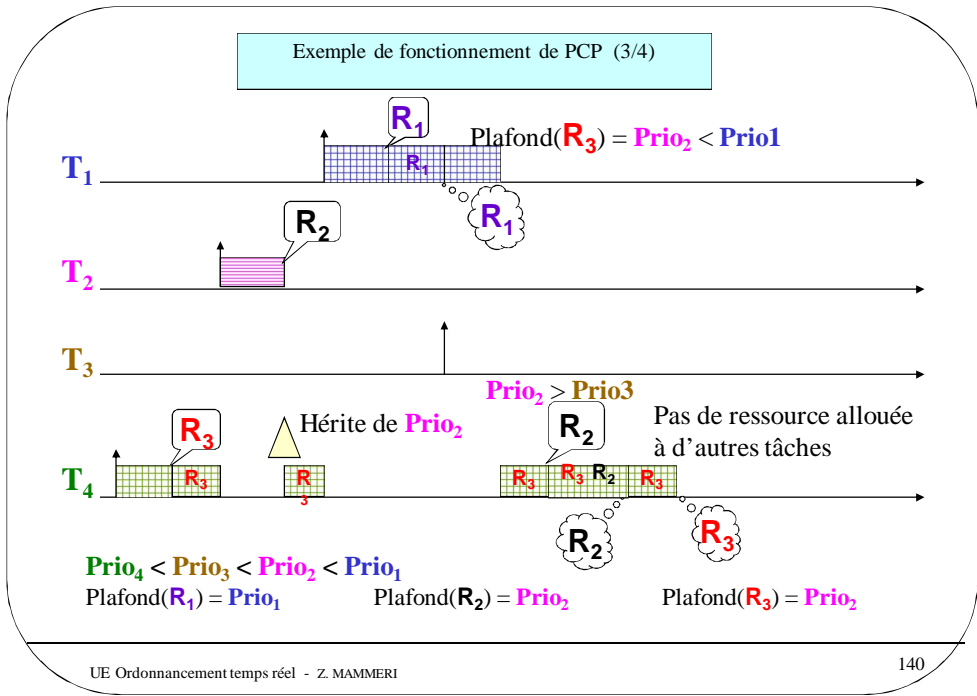 Exemple de fonctionnement de PCP (3/4)
R₁
Plafond(R₃) = Prio₂ < Prio1
T₁
R₁
R₁
R₂
T₂
T₃
Prio₂ > Prio3
R₃
Hérite de Prio₂
R₂
Pas de ressource allouée
à d'autres tâches
T₄
R₃
R
3
R₃
R₃
R₂
R₃
R₂
R₃
Prio₄ < Prio₃ < Prio₂ < Prio₁
Plafond(R₁) = Prio₁
Plafond(R₂) = Prio₂
Plafond(R₃) = Prio₂
UE Ordonnancement temps réel - Z. MAMMERI
140